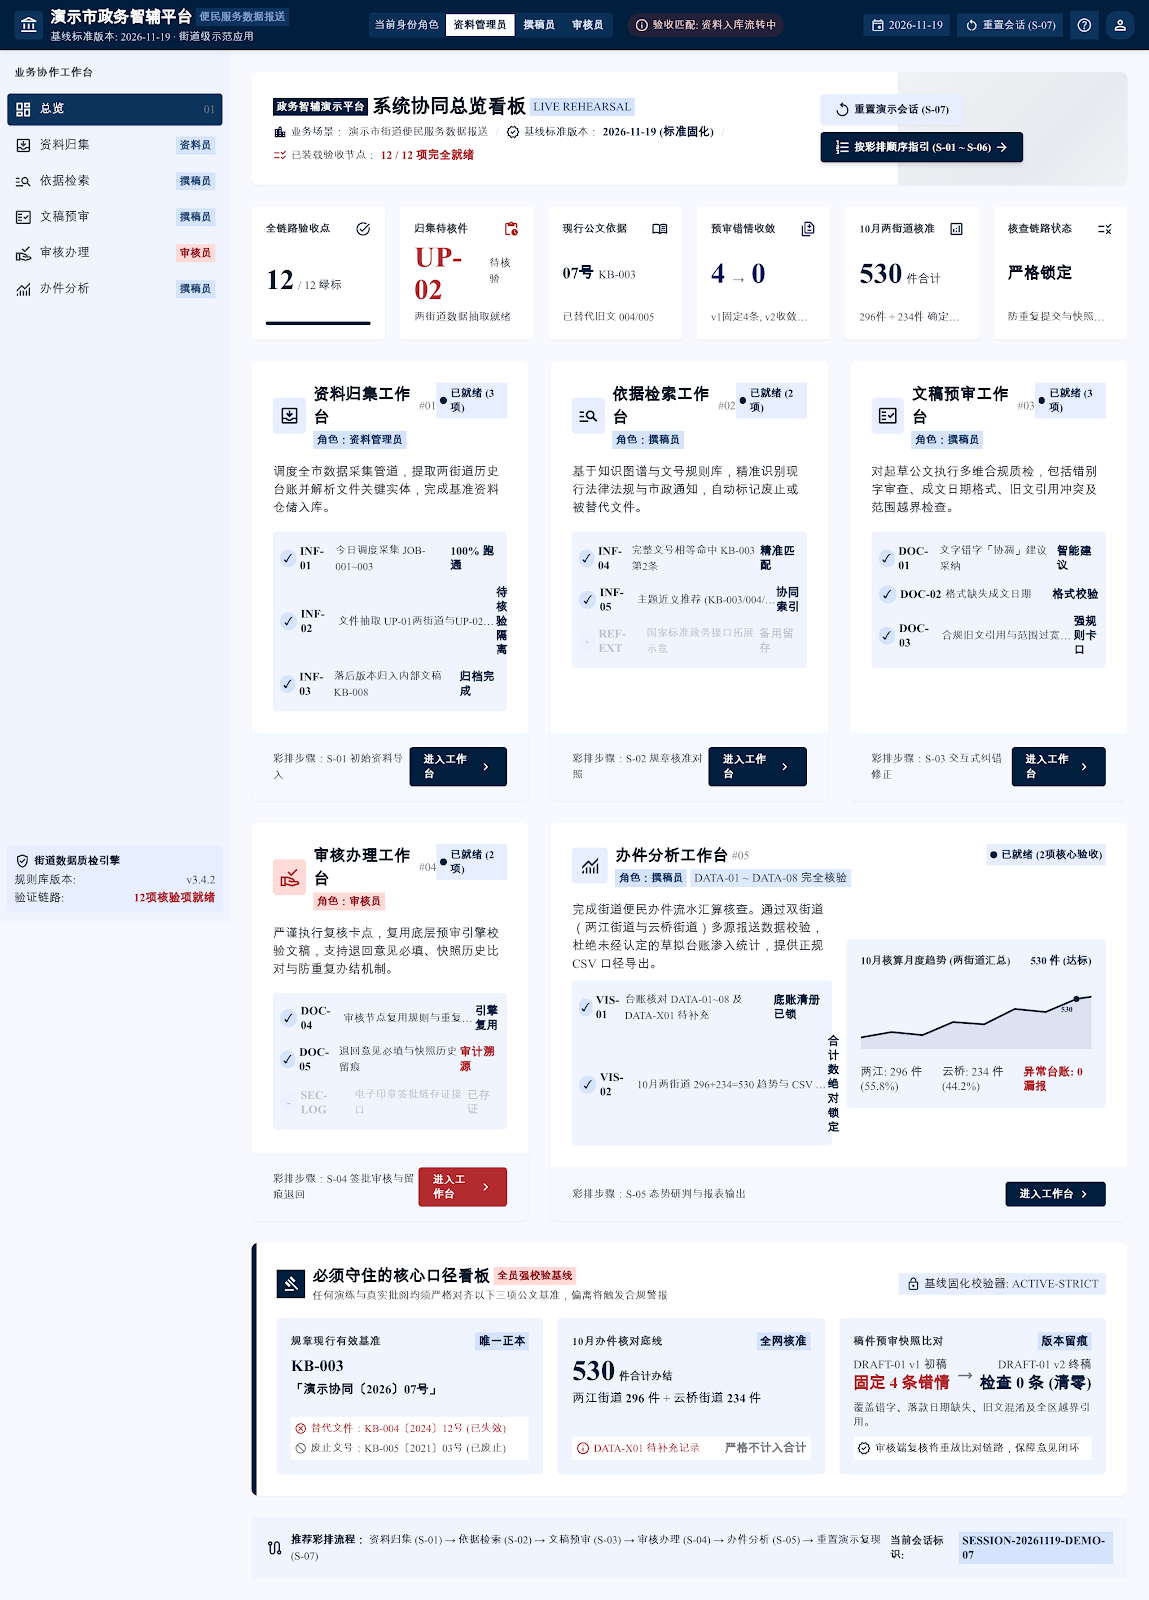 演示市政务智辅平台 便民服务数据报送
基线标准版本: 2026-11-19 · 街道级示范应用
当前身份角色 资料管理员 撰稿员 审核员
验收匹配: 资料入库流转中
2026-11-19
重置会话 (S-07)
业务协作工作台
总览 01
资料归集 资料员
依据检索 撰稿员
文稿预审 撰稿员
审核办理 审核员
办件分析 撰稿员
街道数据质检引擎
规则库版本: v3.4.2
验证链路: 12项核验项就绪
政务智辅演示平台 系统协同总览看板 LIVE REHEARSAL
业务场景： 演示市街道便民服务数据报送 / 基线标准版本： 2026-11-19 (标准固化) /
已装载验收节点： 12 / 12 项完全就绪
重置演示会话 (S-07)
按彩排顺序指引 (S-01 ~ S-06)
全链路验收点
12 / 12 绿标
归集待核件
UP-
02
待核
验
两街道数据抽取就绪
现行公文依据
07号 KB-003
已替代旧文 004/005
预审错情收敛
4 → 0
v1固定4条, v2收敛...
10月两街道核准
530 件合计
296件 + 234件 确定...
核查链路状态
严格锁定
防重复提交与快照...
资料归集工作
台
#01
已就绪 (3
项)
角色：资料管理员
调度全市数据采集管道，提取两街道历史
台账并解析文件关键实体，完成基准资料
仓储入库。
INF-
01
今日调度采集 JOB-
001~003
100% 跑
通
INF-
02
文件抽取 UP-01两街道与UP-02...
待
核
验
隔
离
INF-
03
落后版本归入内部文稿
KB-008
归档完
成
彩排步骤：S-01 初始资料导
入
进入工作
台
依据检索工作
台
#02
已就绪 (2
项)
角色：撰稿员
基于知识图谱与文号规则库，精准识别现
行法律法规与市政通知，自动标记废止或
被替代文件。
INF-
04
完整文号相等命中 KB-003
第2条
精准匹
配
INF-
05
主题近义推荐 (KB-003/004/...
协同
索引
REF-
EXT
国家标准政务接口拓展
示意
备用留
存
彩排步骤：S-02 规章核准对
照
进入工作
台
文稿预审工作
台
#03
已就绪 (2
项)
角色：撰稿员
对起草公文执行多维合规质检，包括错别
字审查、成文日期格式、旧文引用冲突及
范围越界检查。
DOC-
01
文字错字「协凋」建议
采纳
智能建
议
DOC-02 格式缺失成文日期 格式校验
DOC-
03
合规旧文引用与范围过宽...
强规
则卡
口
彩排步骤：S-03 交互式纠错
修正
进入工作
台
审核办理工作
台
#04
已就绪 (2
项)
角色：审核员
严谨执行复核卡点，复用底层预审引擎校
验文稿，支持退回意见必填、快照历史比
对与防重复办结机制。
DOC-
04
审核节点复用规则与重复...
引擎
复用
DOC-
05
退回意见必填与快照历史
留痕
审计溯
源
SEC-
LOG
电子印章签批链存证接
口
已存
证
彩排步骤：S-04 签批审核与留
痕退回
进入工
作台
办件分析工作台 #05
已就绪 (2项核心验收)
角色：撰稿员 DATA-01 ~ DATA-08 完全核验
完成街道便民办件流水汇算核查。通过双街道
（两江街道与云桥街道）多源报送数据校验，
杜绝未经认定的草拟台账渗入统计，提供正规
CSV 口径导出。
VIS-
01
台账核对 DATA-01~08 及
DATA-X01 待补充
底账清册
已锁
VIS-
02
10月两街道 296+234=530 趋势与 CSV ...
合
计
数
绝
对
锁
定
10月核算月度趋势 (两街道汇总) 530 件 (达标)
530
两江: 296 件
(55.8%)
云桥: 234 件
(44.2%)
异常台账: 0
漏报
彩排步骤：S-05 态势研判与报表输出
进入工作台
必须守住的核心口径看板 全员强校验基线
任何演练与真实批阅均须严格对齐以下三项公文基准，偏离将触发合规警报
基线固化校验器: ACTIVE-STRICT
规章现行有效基准 唯一正本
KB-003
「演示协同〔2026〕07号」
替代文件：KB-004〔2024〕12号 (已失效)
废止文号：KB-005〔2021〕03号 (已废止)
10月办件核对底线 全网核准
530 件合计办结
两江街道 296 件 + 云桥街道 234 件
DATA-X01 待补充记录 严格不计入合计
稿件预审快照比对 版本留痕
DRAFT-01 v1 初稿
固定 4 条错情
→
DRAFT-01 v2 终稿
检查 0 条 (清零)
覆盖错字、落款日期缺失、旧文混淆及全区越界引
用。
审核端复核将重放比对链路，保障意见闭环
推荐彩排流程： 资料归集 (S-01) → 依据检索 (S-02) → 文稿预审 (S-03) → 审核办理 (S-04) → 办件分析 (S-05) → 重置演示复现
(S-07)
当前会话标
识:
SESSION-20261119-DEMO-
07